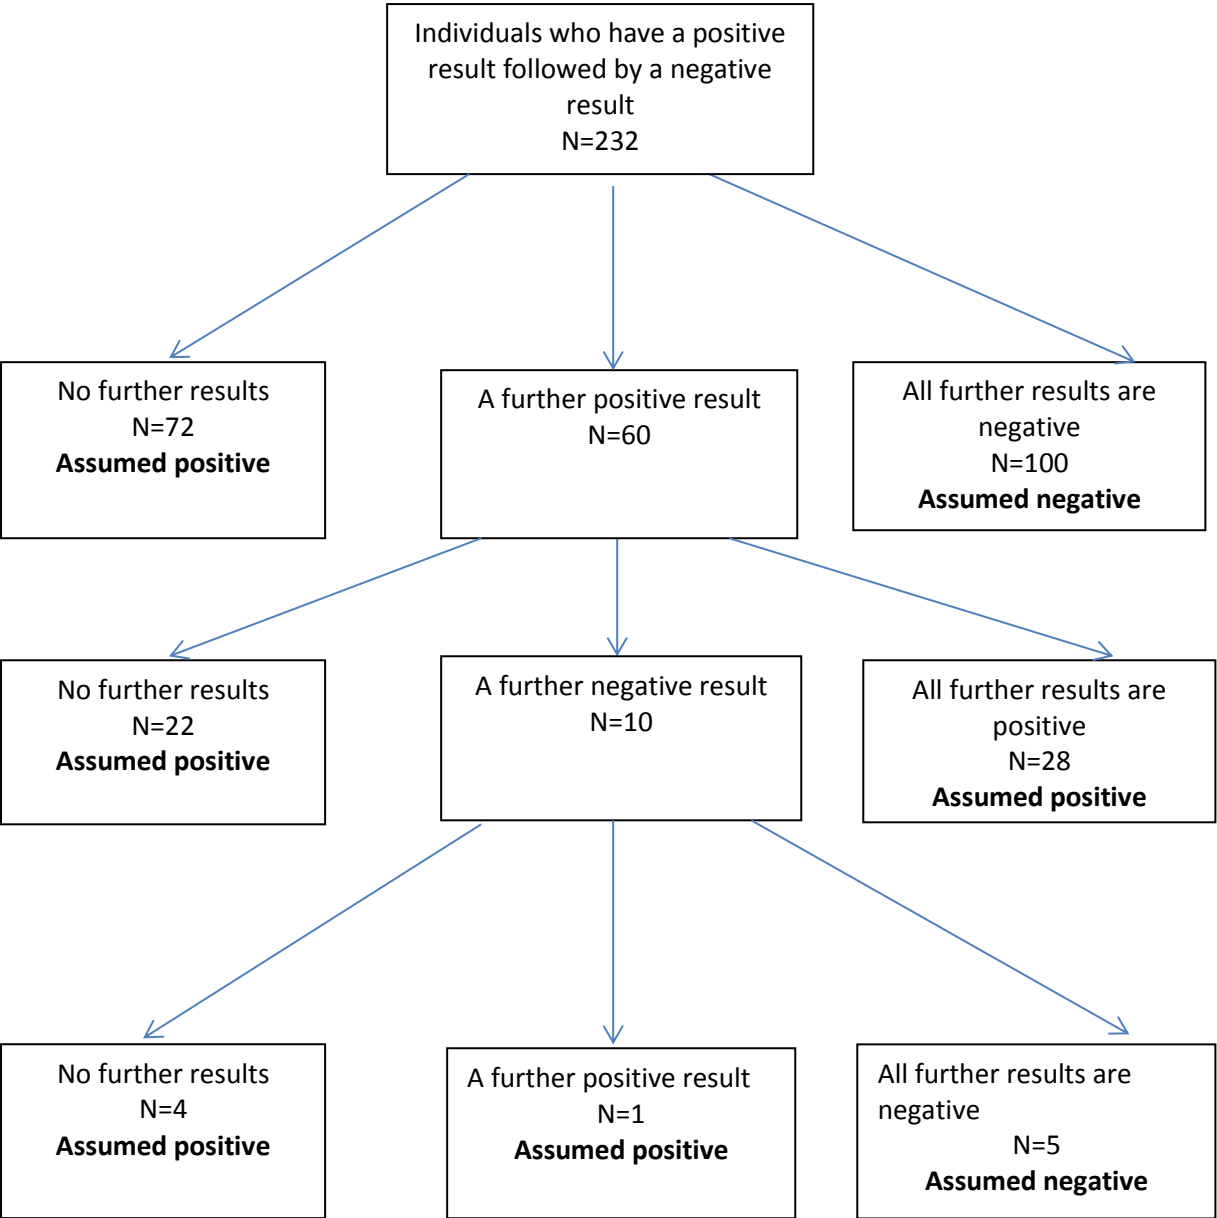 Individuals who have a positive
result followed by a negative
result
N=232
No further results
N=72
Assumed positive
A further positive result
N=60
All further results are
negative
N=100
Assumed negative
No further results
N=22
Assumed positive
A further negative result
N=10
All further results are
positive
N=28
Assumed positive
No further results
N=4
Assumed positive
A further positive result
N=1
Assumed positive
All further results are
negative
N=5
Assumed negative